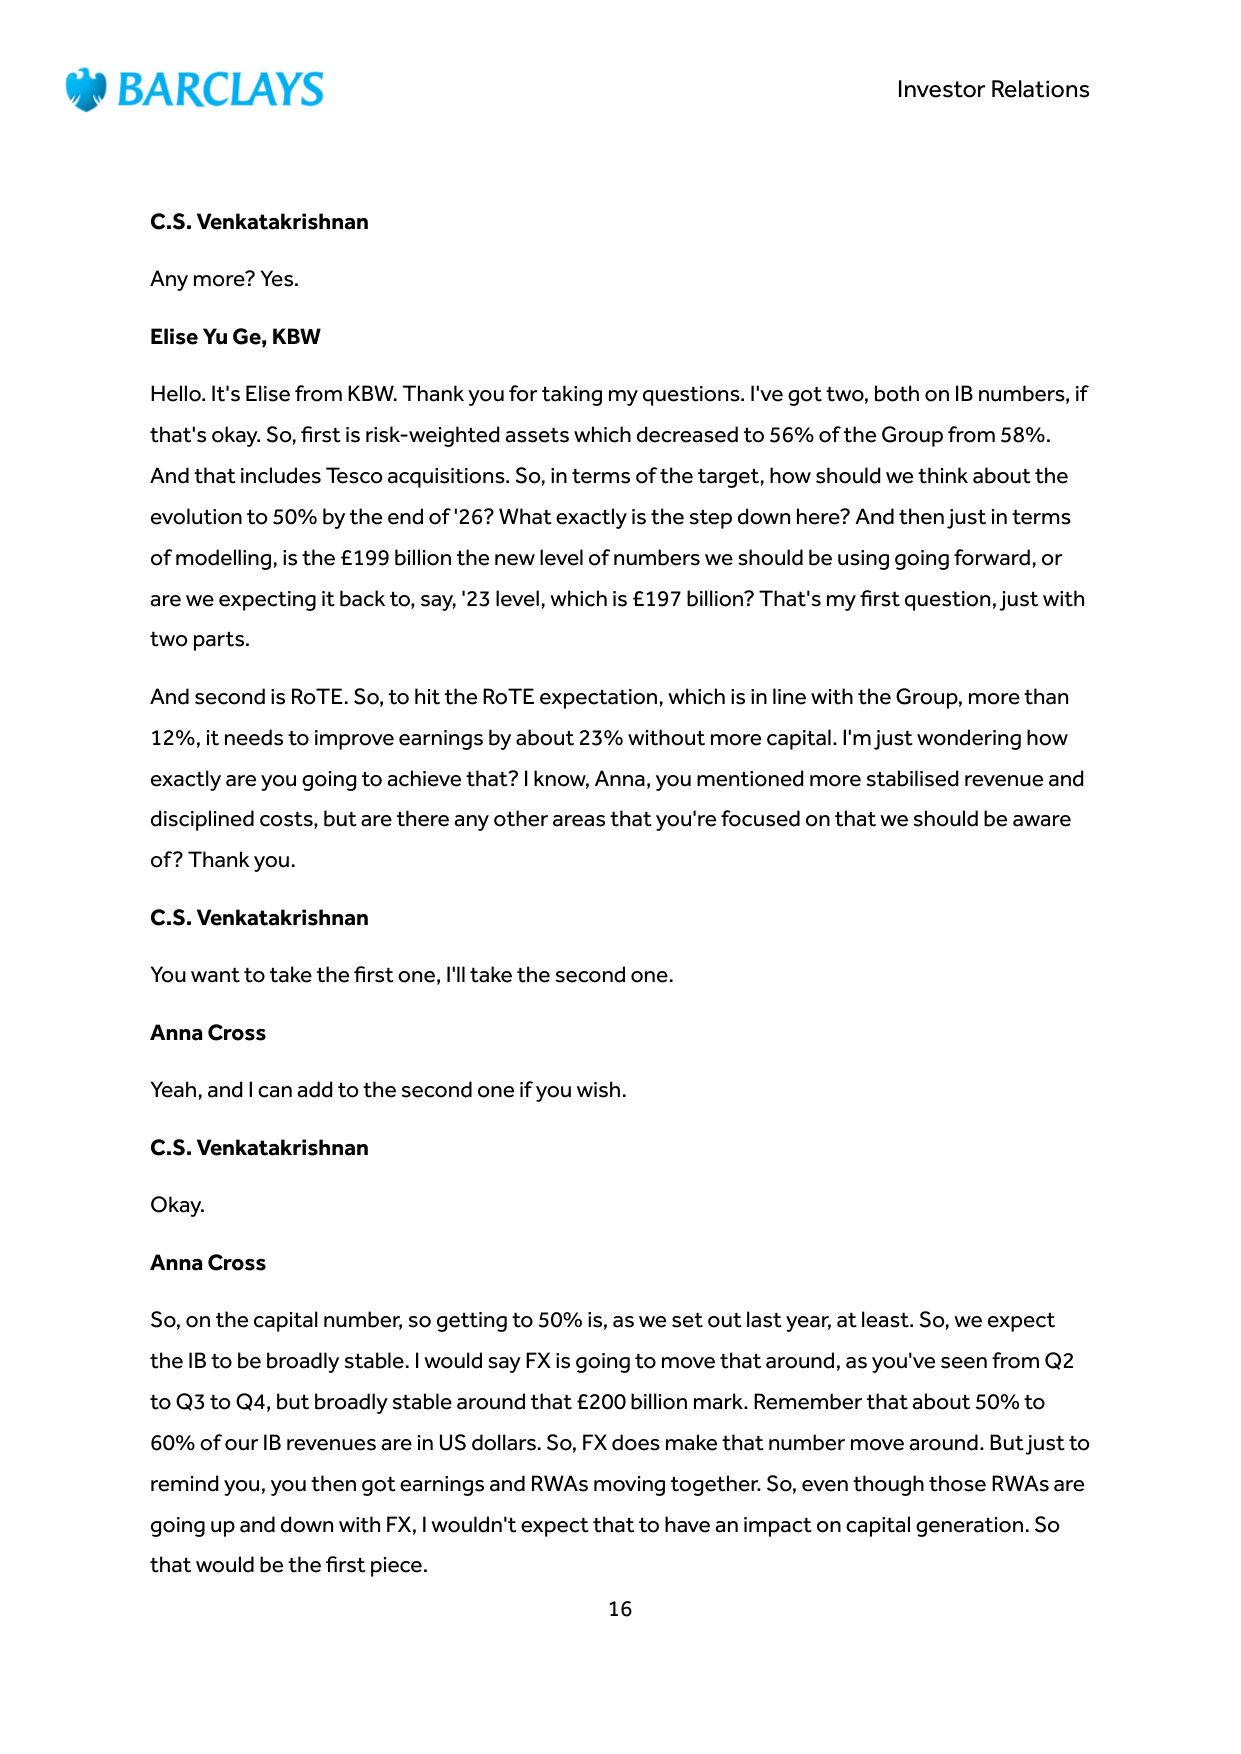 BARCLAYS
Investor Relations
C.S. Venkatakrishnan
Any more? Yes.
Elise Yu Ge, KBW
Hello. It's Elise from KBW. Thank you for taking my questions. I've got two, both on IB numbers, if
that's okay. So, first is risk-weighted assets which decreased to 56% of the Group from 58%.
And that includes Tesco acquisitions. So, in terms of the target, how should we think about the
evolution to 50% by the end of '26? What exactly is the step down here? And then just in terms
of modelling, is the £199 billion the new level of numbers we should be using going forward, or
are we expecting it back to, say, '23 level, which is £197 billion? That's my first question, just with
two parts.
And second is RoTE. So, to hit the RoTE expectation, which is in line with the Group, more than
12%, it needs to improve earnings by about 23% without more capital. I'm just wondering how
exactly are you going to achieve that? I know, Anna, you mentioned more stabilised revenue and
disciplined costs, but are there any other areas that you're focused on that we should be aware
of? Thank you.
C.S. Venkatakrishnan
You want to take the first one, I'll take the second one.
Anna Cross
Yeah, and I can add to the second one if you wish.
C.S. Venkatakrishnan
Okay.
Anna Cross
So, on the capital number, so getting to 50% is, as we set out last year, at least. So, we expect
the IB to be broadly stable. I would say FX is going to move that around, as you've seen from Q2
to Q3 to Q4, but broadly stable around that £200 billion mark. Remember that about 50% to
60% of our IB revenues are in US dollars. So, FX does make that number move around. But just to
remind you, you then got earnings and RWAs moving together. So, even though those RWAs are
going up and down with FX, I wouldn't expect that to have an impact on capital generation. So
that would be the first piece.
16